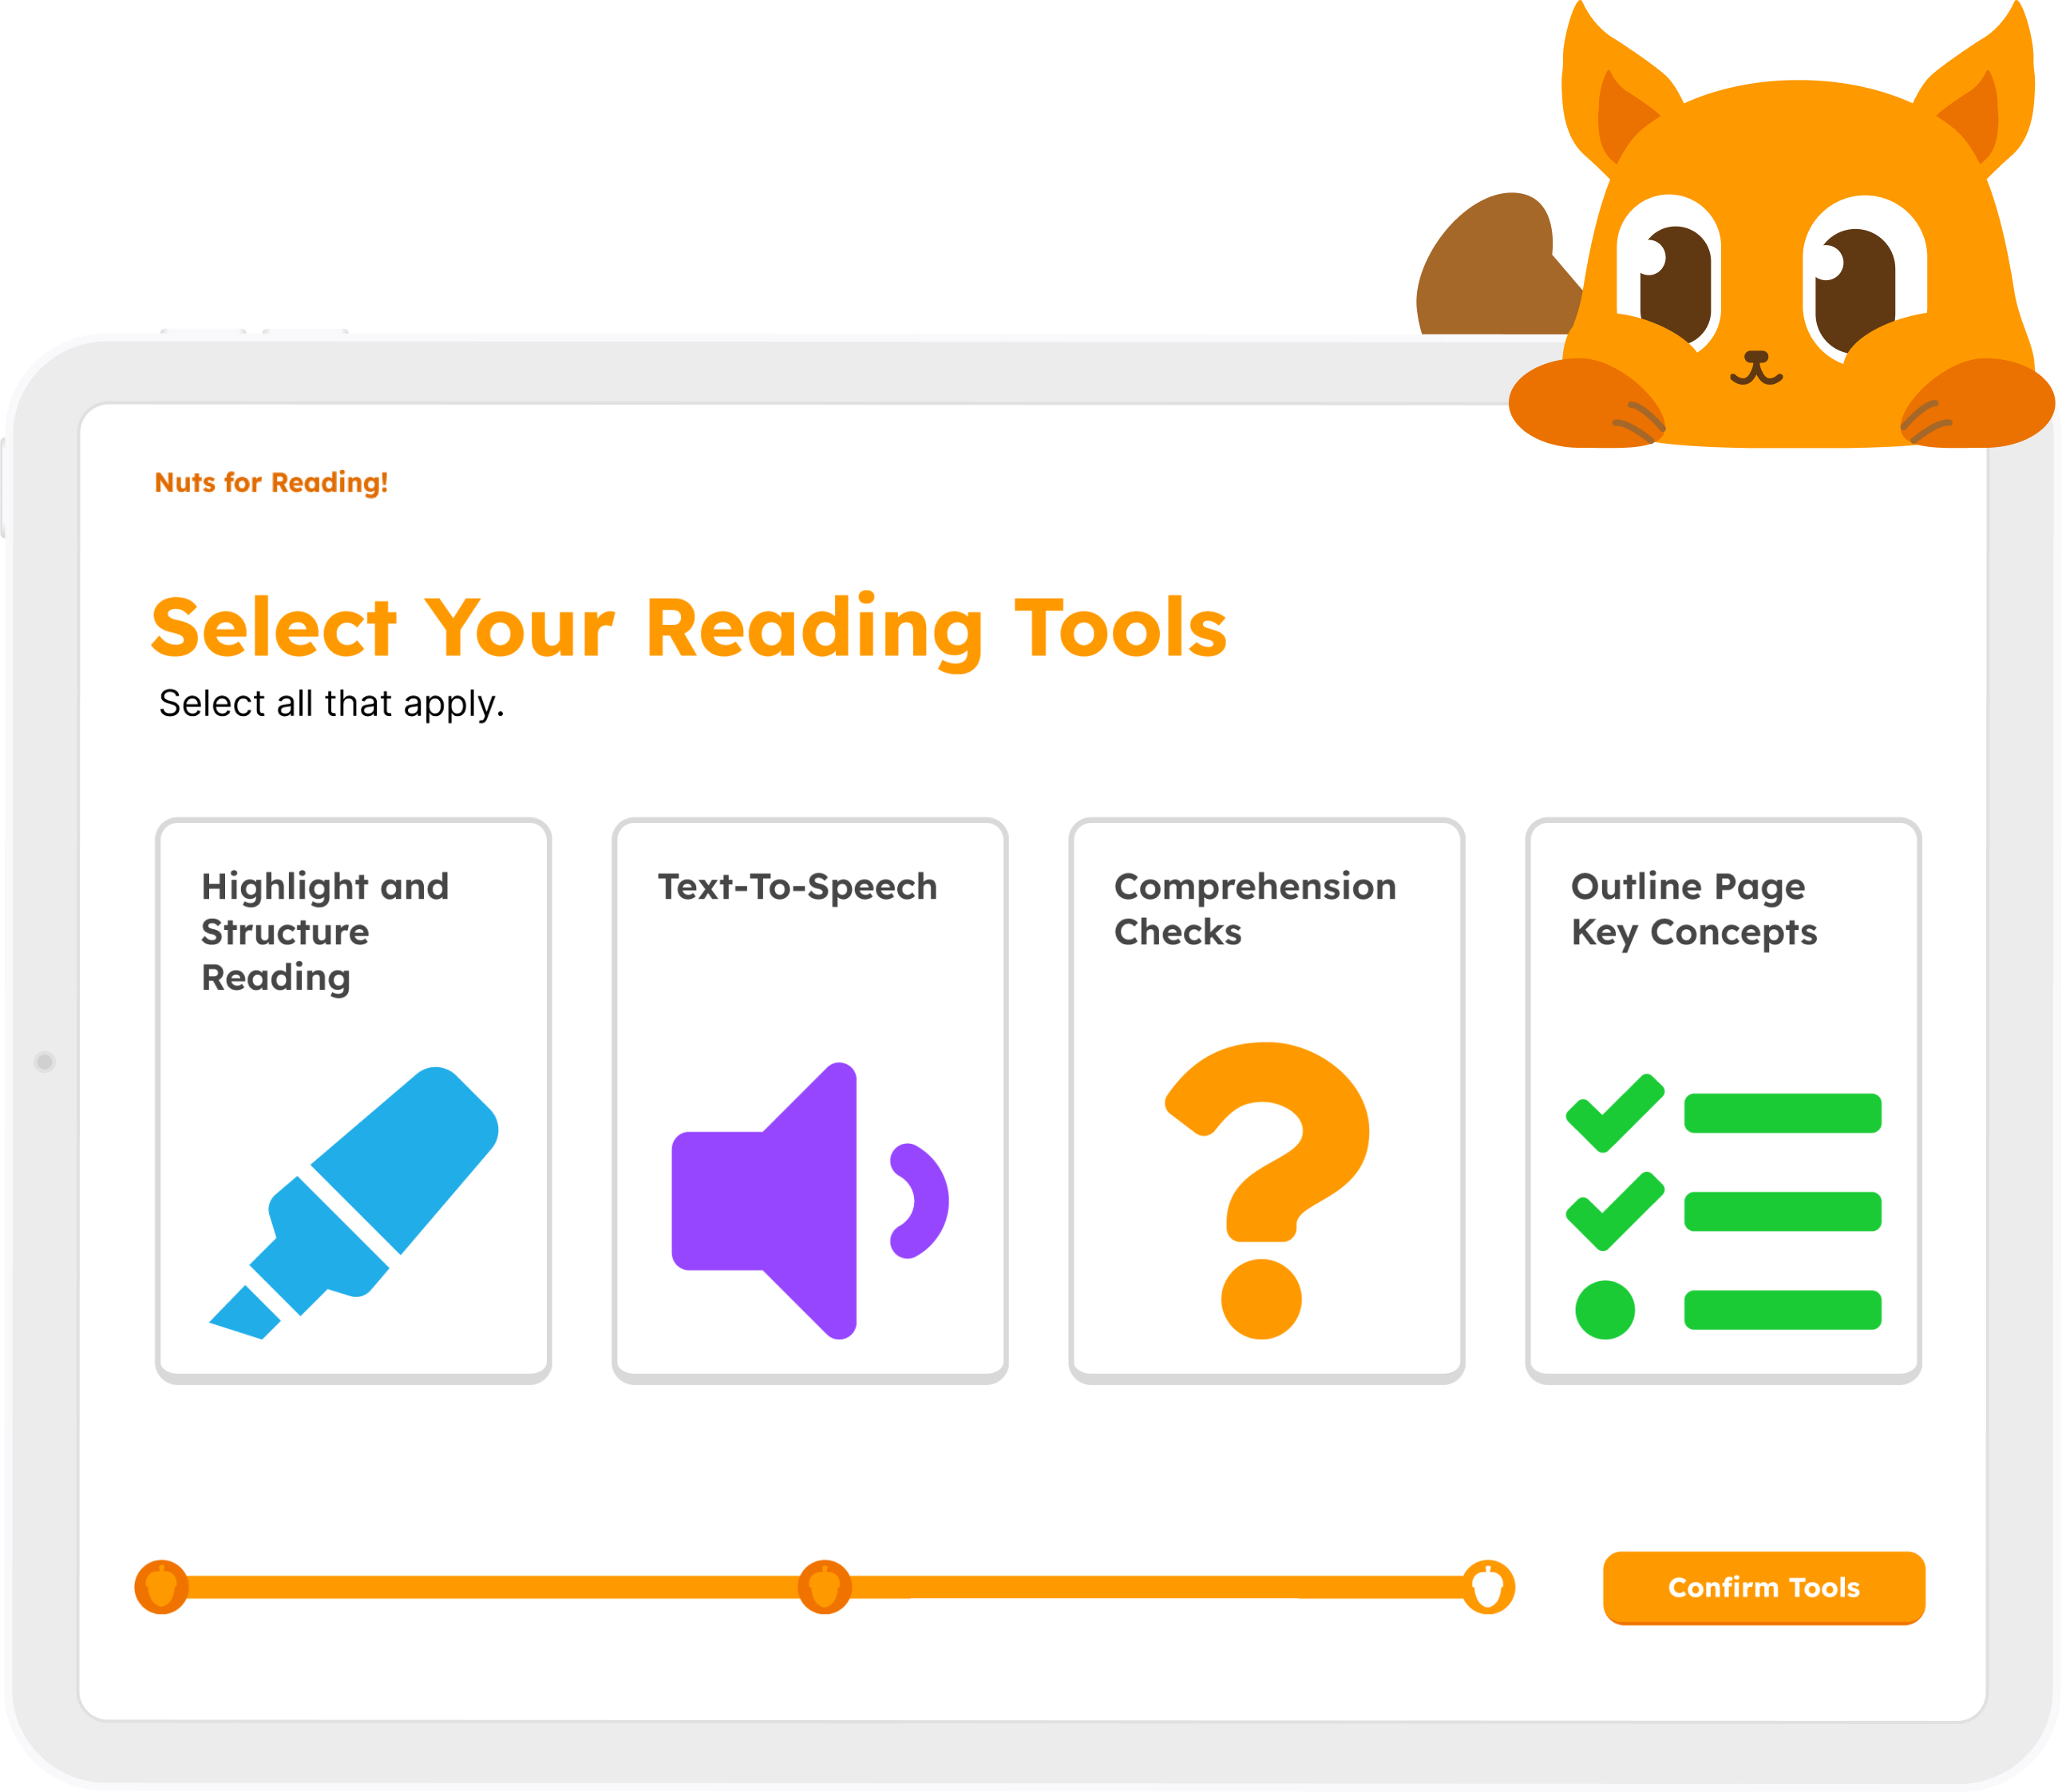 Nuts for Reading!
Select Your Reading Tools
Select all that apply.
Highlight and
Structure
Reading
Text-To-Speech
Comprehension
Checks
Outline Page
Key Concepts
Confirm Tools